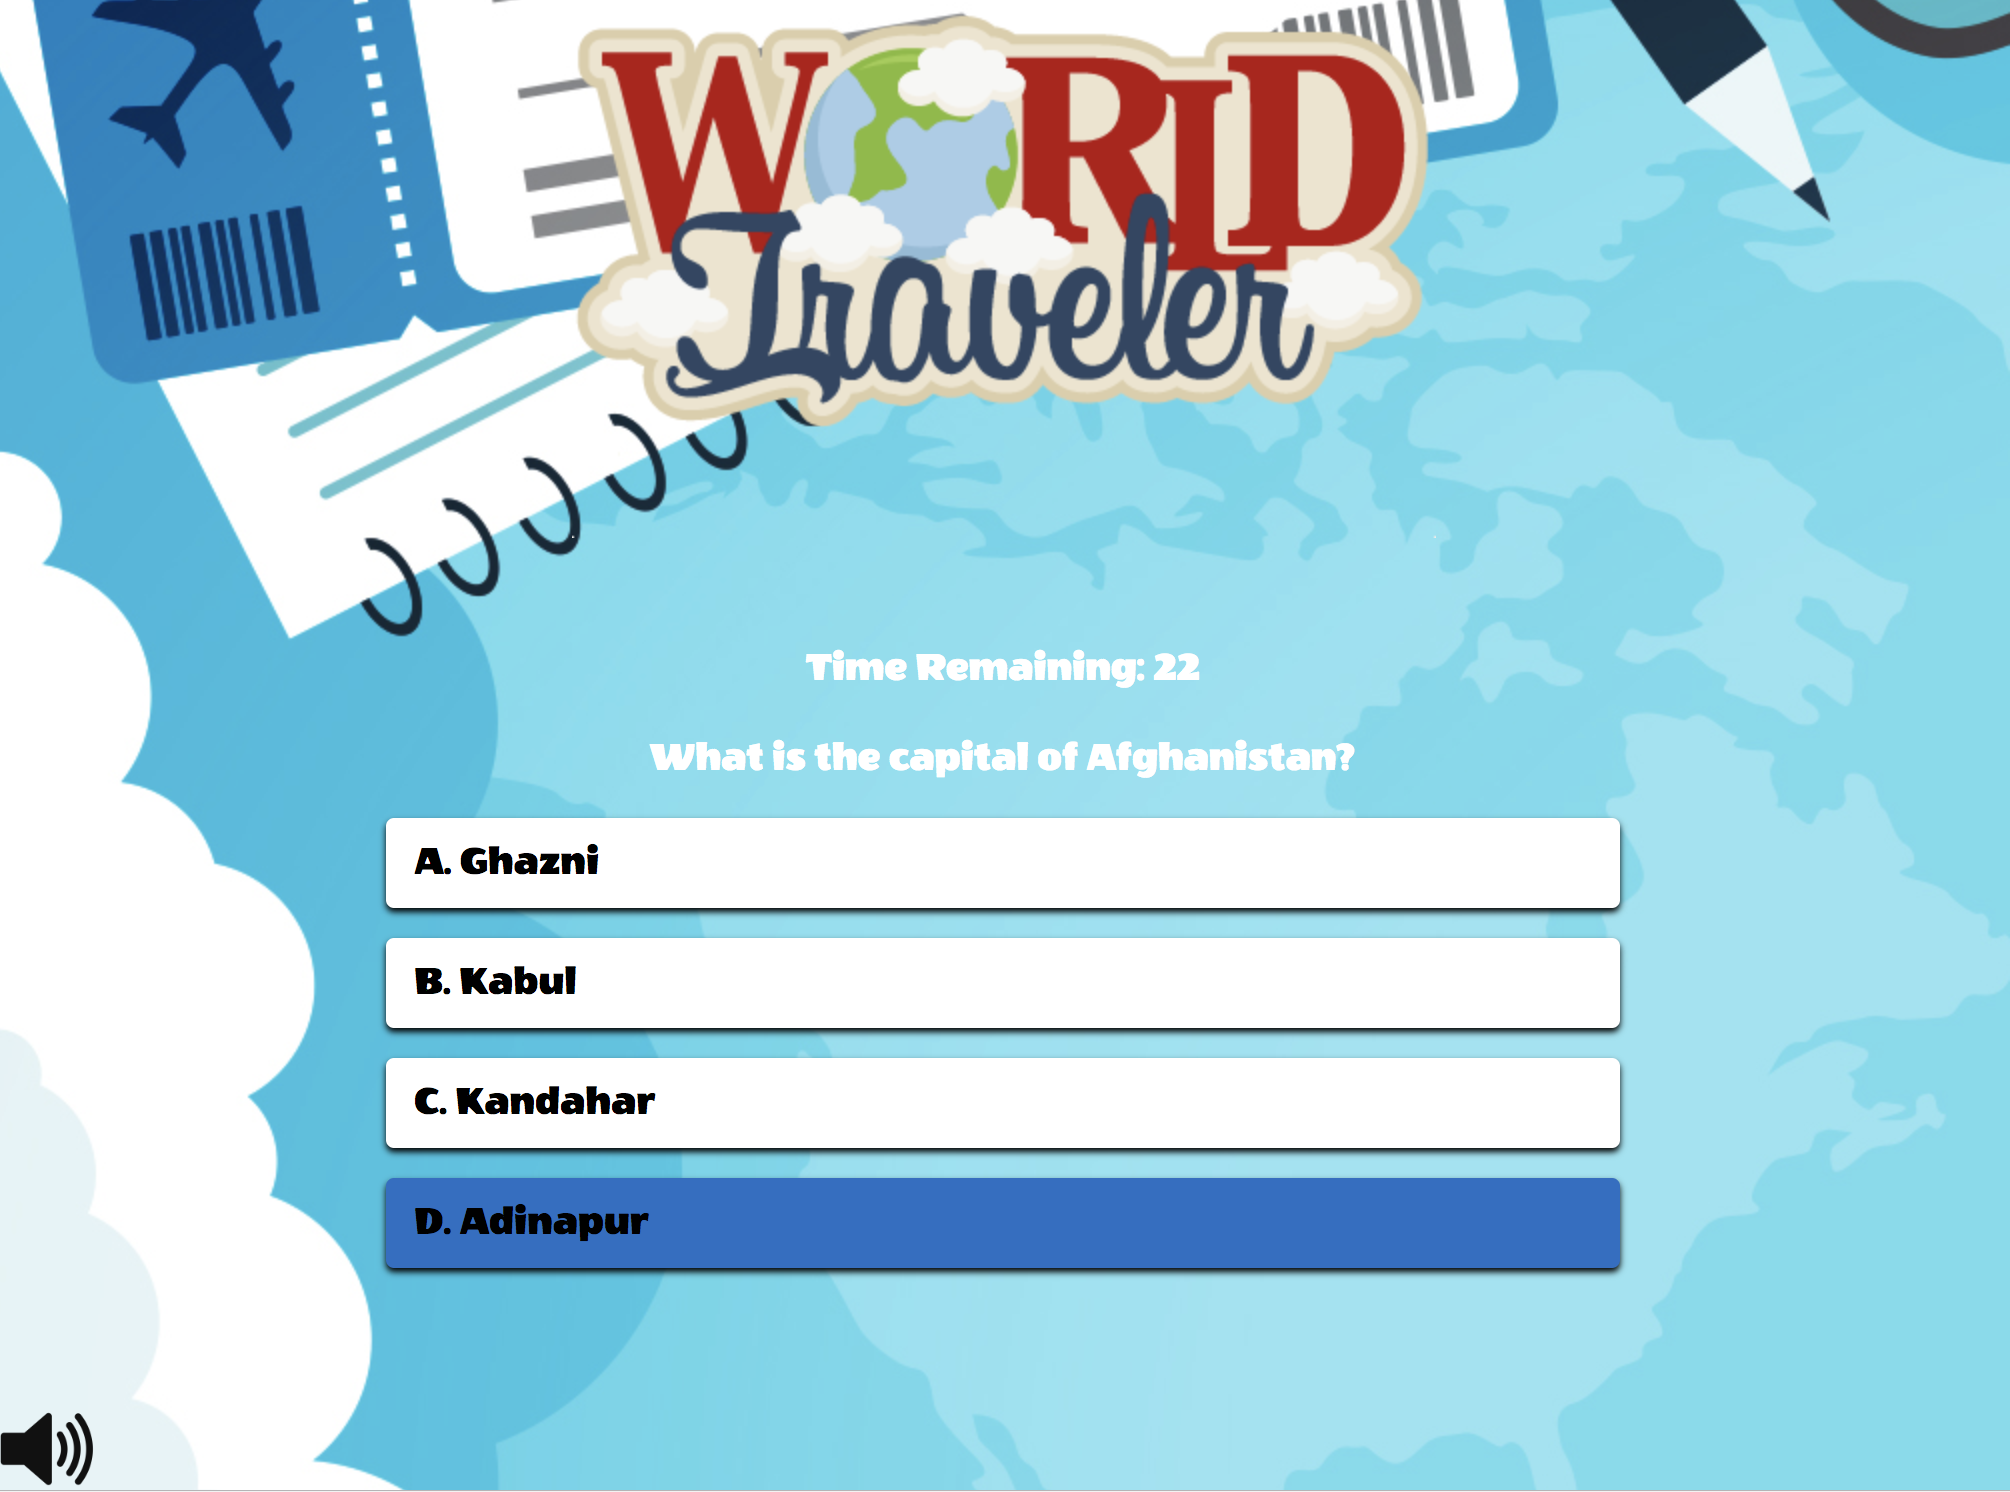 WORLD
Traveler
Time Remaining: 22
What is the capital of Afghanistan?
A. Ghazni
B. Kabul
C. Kandahar
D. Adinapur